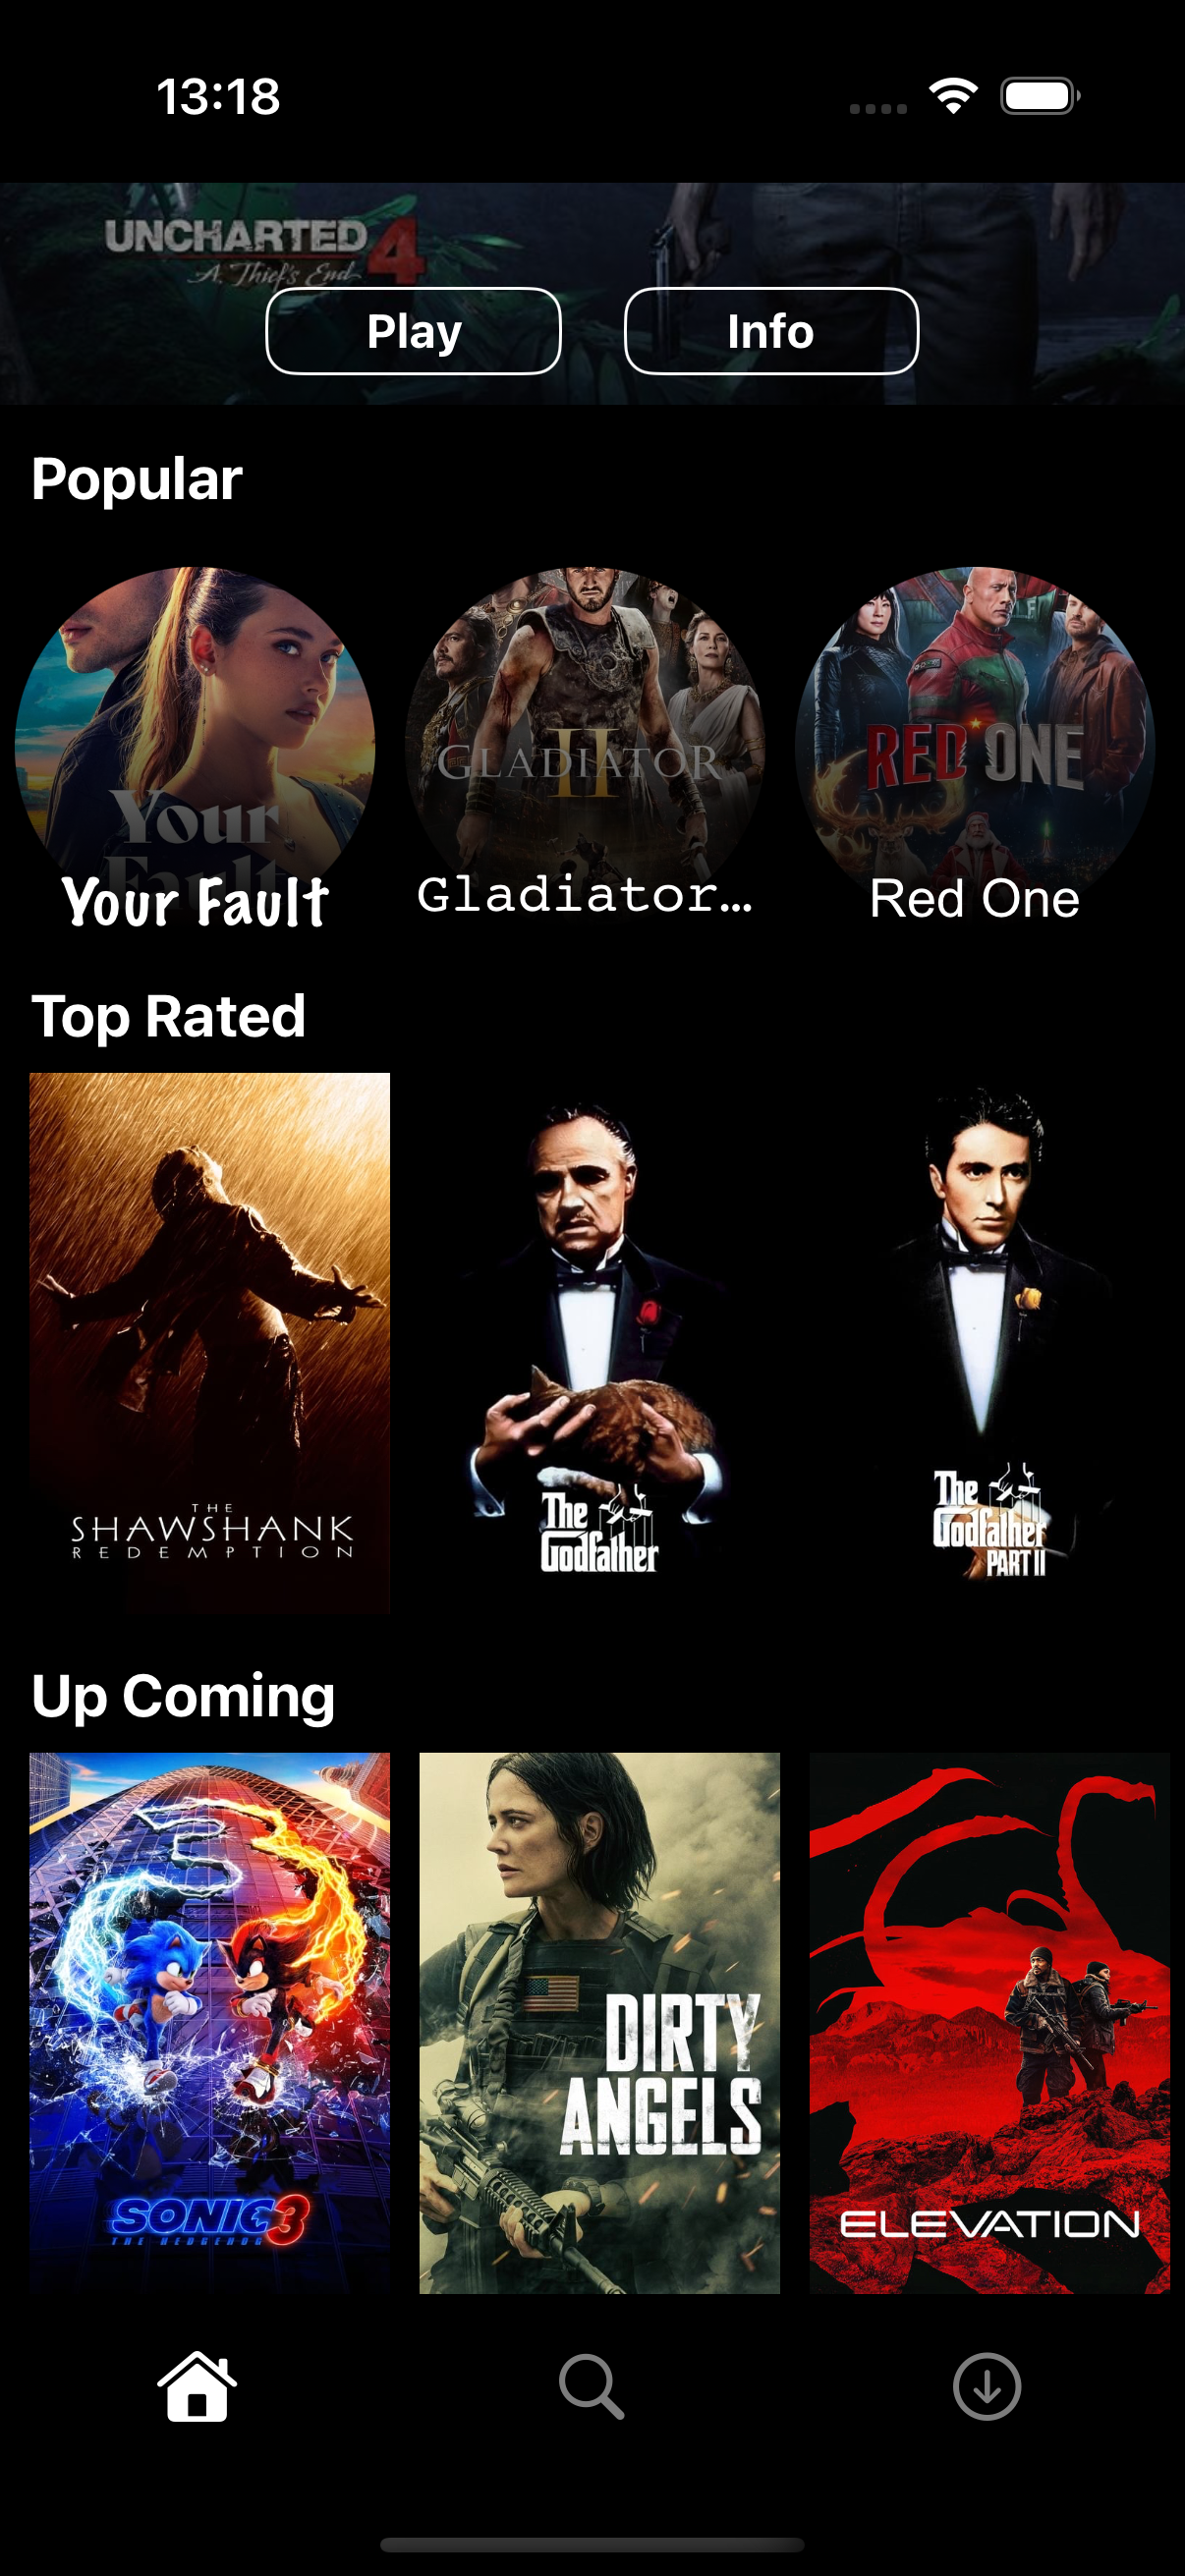 13:18
UNCHARTED 4
A Thief's End
Play
Info
Popular
Your
Fault
Your Fault
GLADIATOR
II
Gladiator...
RED ONE
Red One
Top Rated
THE
SHAWSHANK
REDEMPTION
The
Godfather
The
Godfather
PART II
Up Coming
SONIC 3
THE HEDGEHOG
DIRTY
ANGELS
ELEVATION